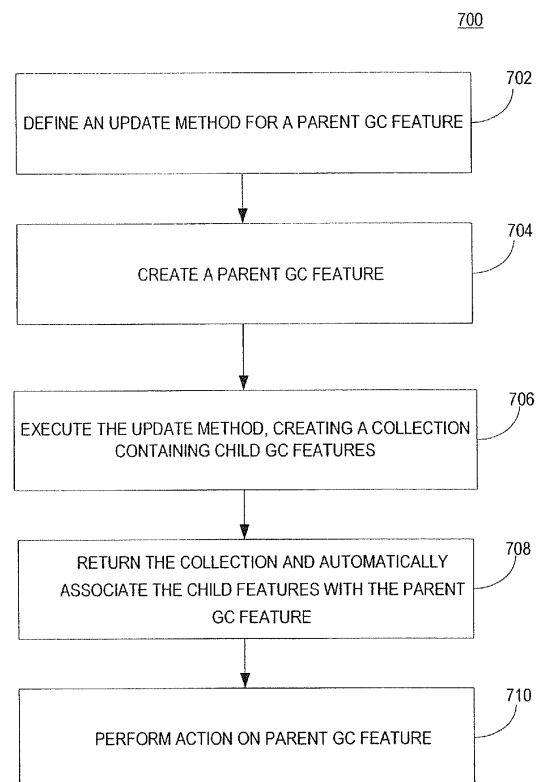 700
702
DEFINE AN UPDATE METHOD FOR A PARENT GC FEATURE
704
CREATE A PARENT GC FEATURE
706
EXECUTE THE UPDATE METHOD, CREATING A COLLECTION
CONTAINING CHILD GC FEATURES
708
RETURN THE COLLECTION AND AUTOMATICALLY
ASSOCIATE THE CHILD FEATURES WITH THE PARENT
GC FEATURE
710
PERFORM ACTION ON PARENT GC FEATURE